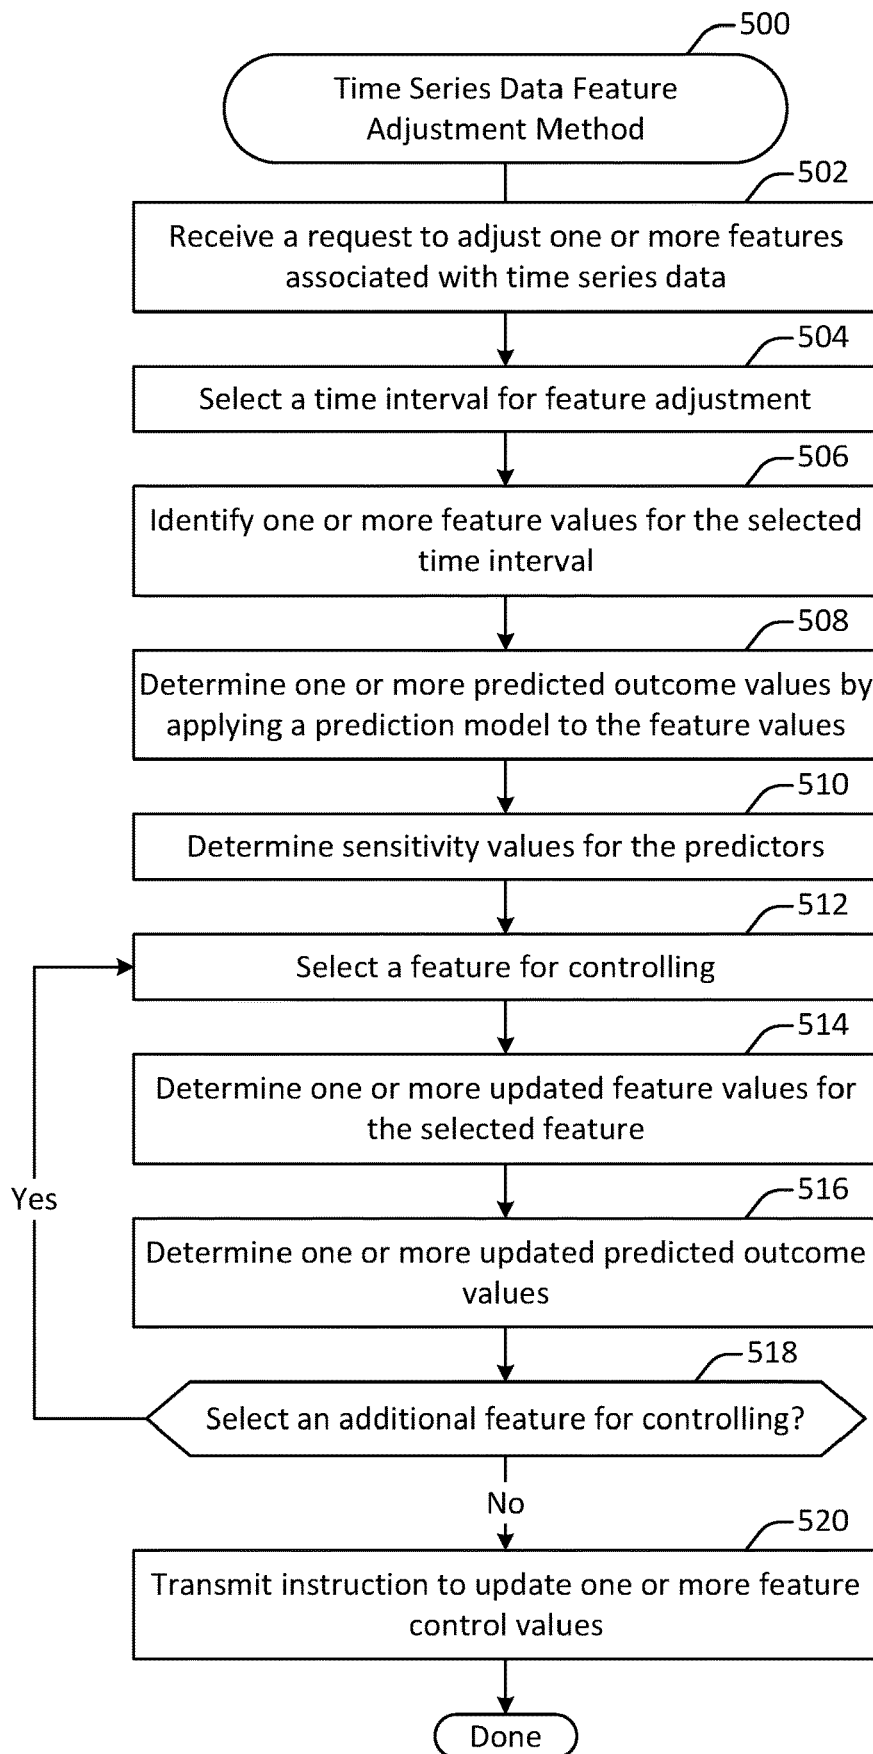 500
Time Series Data Feature
Adjustment Method
502
Receive a request to adjust one or more features
associated with time series data
504
Select a time interval for feature adjustment
506
Identify one or more feature values for the selected
time interval
508
Determine one or more predicted outcome values by
applying a prediction model to the feature values
510
Determine sensitivity values for the predictors
512
Select a feature for controlling
514
Determine one or more updated feature values for
the selected feature
Yes
516
Determine one or more updated predicted outcome
values
518
Select an additional feature for controlling?
No
520
Transmit instruction to update one or more feature
control values
Done